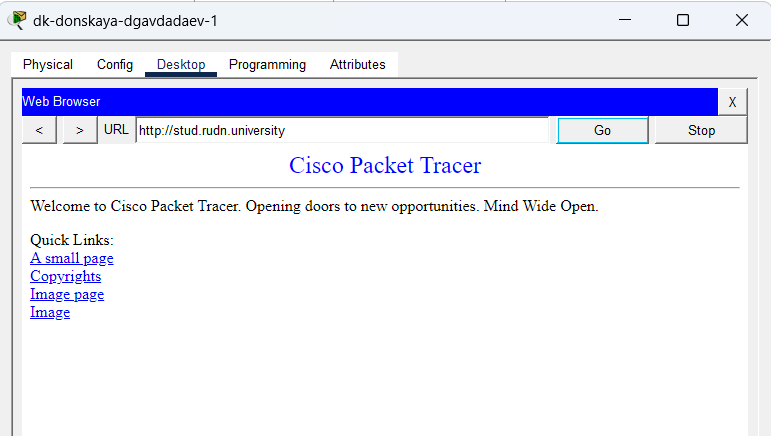 dk-donskaya-dgavdadaev-1
Physical Config Desktop Programming Attributes
Web Browser X
< > URL http://stud.rudn.university Go Stop
Cisco Packet Tracer
Welcome to Cisco Packet Tracer. Opening doors to new opportunities. Mind Wide Open.
Quick Links:
A small page
Copyrights
Image page
Image